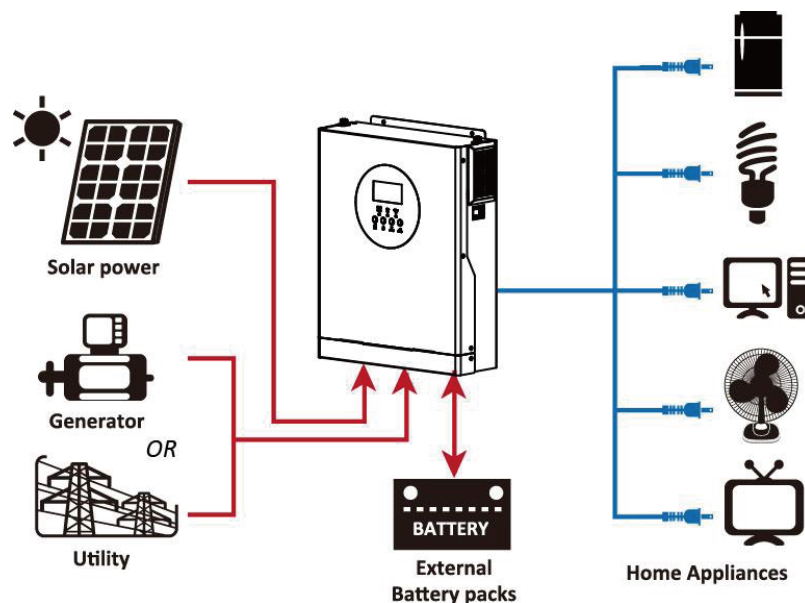 Solar power
Generator
OR
Utility
BATTERY
External
Battery packs
Home Appliances